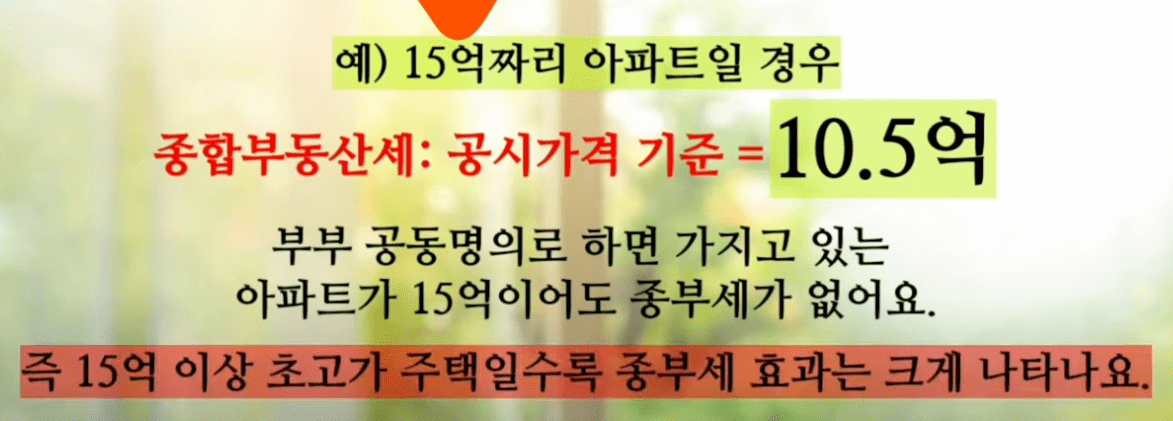 예) 15억짜리 아파트일 경우
종합부동산세: 공시가격 기준 = 10.5억
부부 공동명의로 하면 가지고 있는
아파트가 15억이어도 종부세가 없어요.
즉 15억 이상 초고가 주택일수록 종부세 효과는 크게 나타나요.